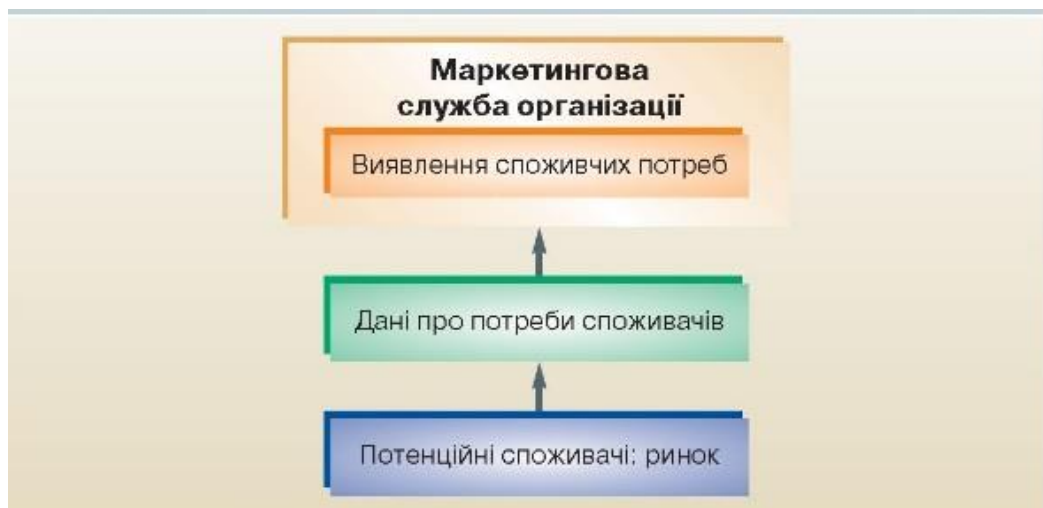 Маркетингова
служба організації
Виявлення споживчих потреб
Дані про потреби споживачів
Потенційні споживачі: ринок